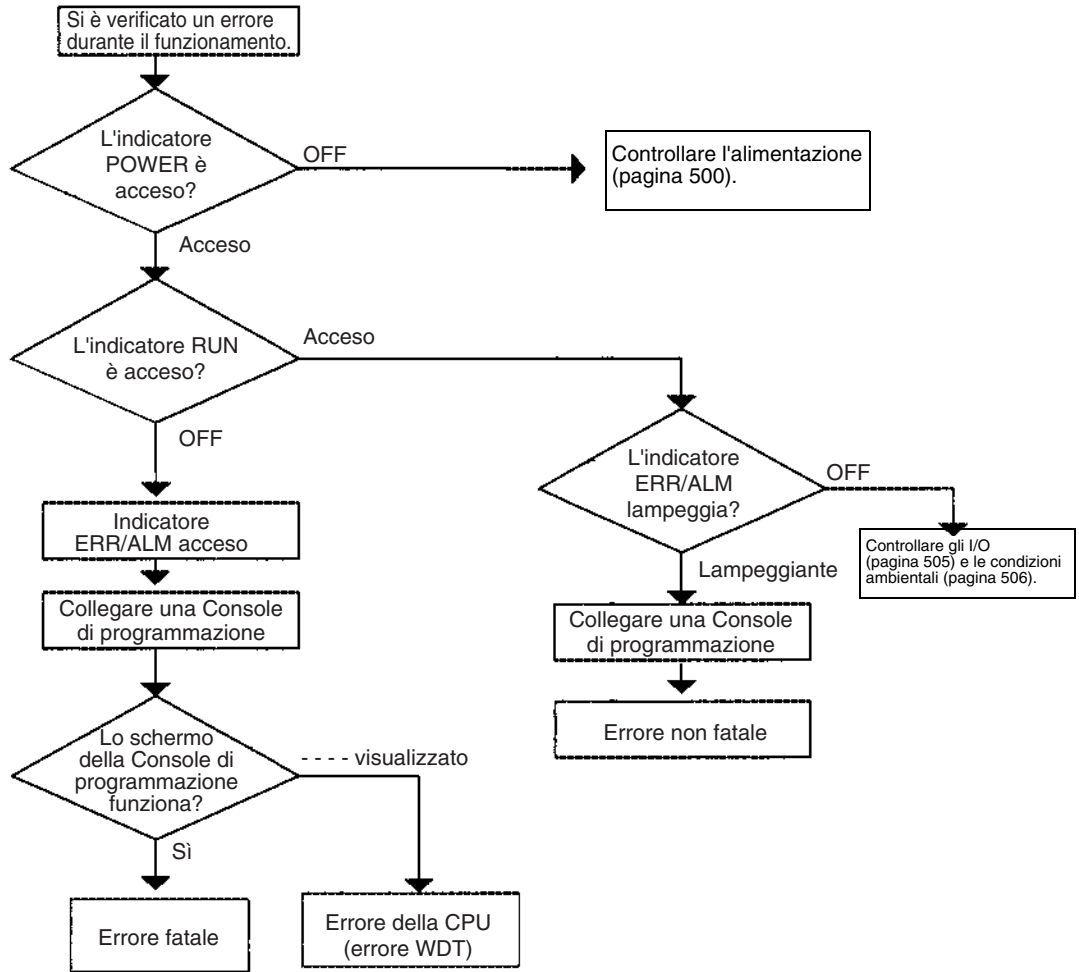 Si è verificato un errore
durante il funzionamento.
L'indicatore
POWER è
acceso?
OFF
Controllare l'alimentazione
(pagina 500).
Acceso
L'indicatore RUN
è acceso?
Acceso
OFF
L'indicatore
ERR/ALM
lampeggia?
OFF
Controllare gli I/O
(pagina 505) e le condizioni
ambientali (pagina 506).
Indicatore
ERR/ALM acceso
Lampeggiante
Collegare una Console
di programmazione
Collegare una Console
di programmazione
Errore non fatale
Lo schermo
della Console di
programmazione
funziona?
- - - - visualizzato
Sì
Errore fatale
Errore della CPU
(errore WDT)